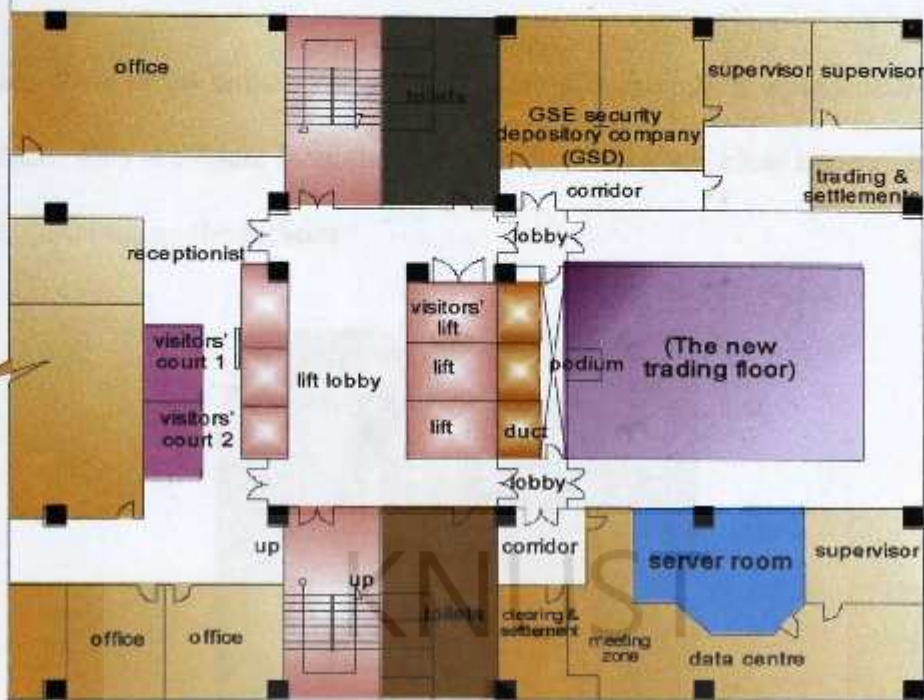 office
toilets
supervisor
supervisor
GSE security
depository company
(GSD)
corridor
trading &
settlements
receptionist
lobby
visitors'
court 1
visitors'
court 2
lift lobby
visitors'
lift
lift
lift
duct
podium
(The new
trading floor)
lobby
up
up
corridor
server room
supervisor
office
office
toilets
clearing &
settlement
meeting
zone
data centre
KNUST